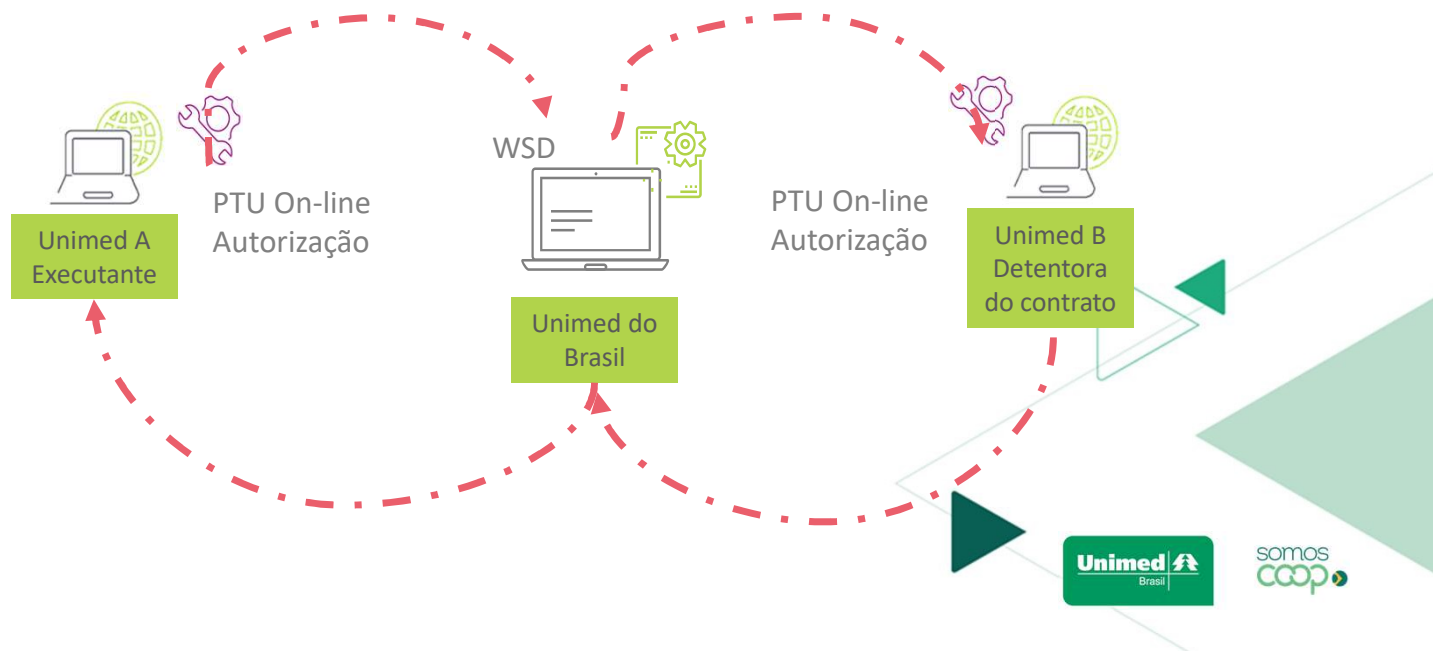 WSD
PTU On-line
Autorização
PTU On-line
Autorização
Unimed A
Executante
Unimed do
Brasil
Unimed B
Detentora
do contrato
Unimed
Brasil
somos
coop